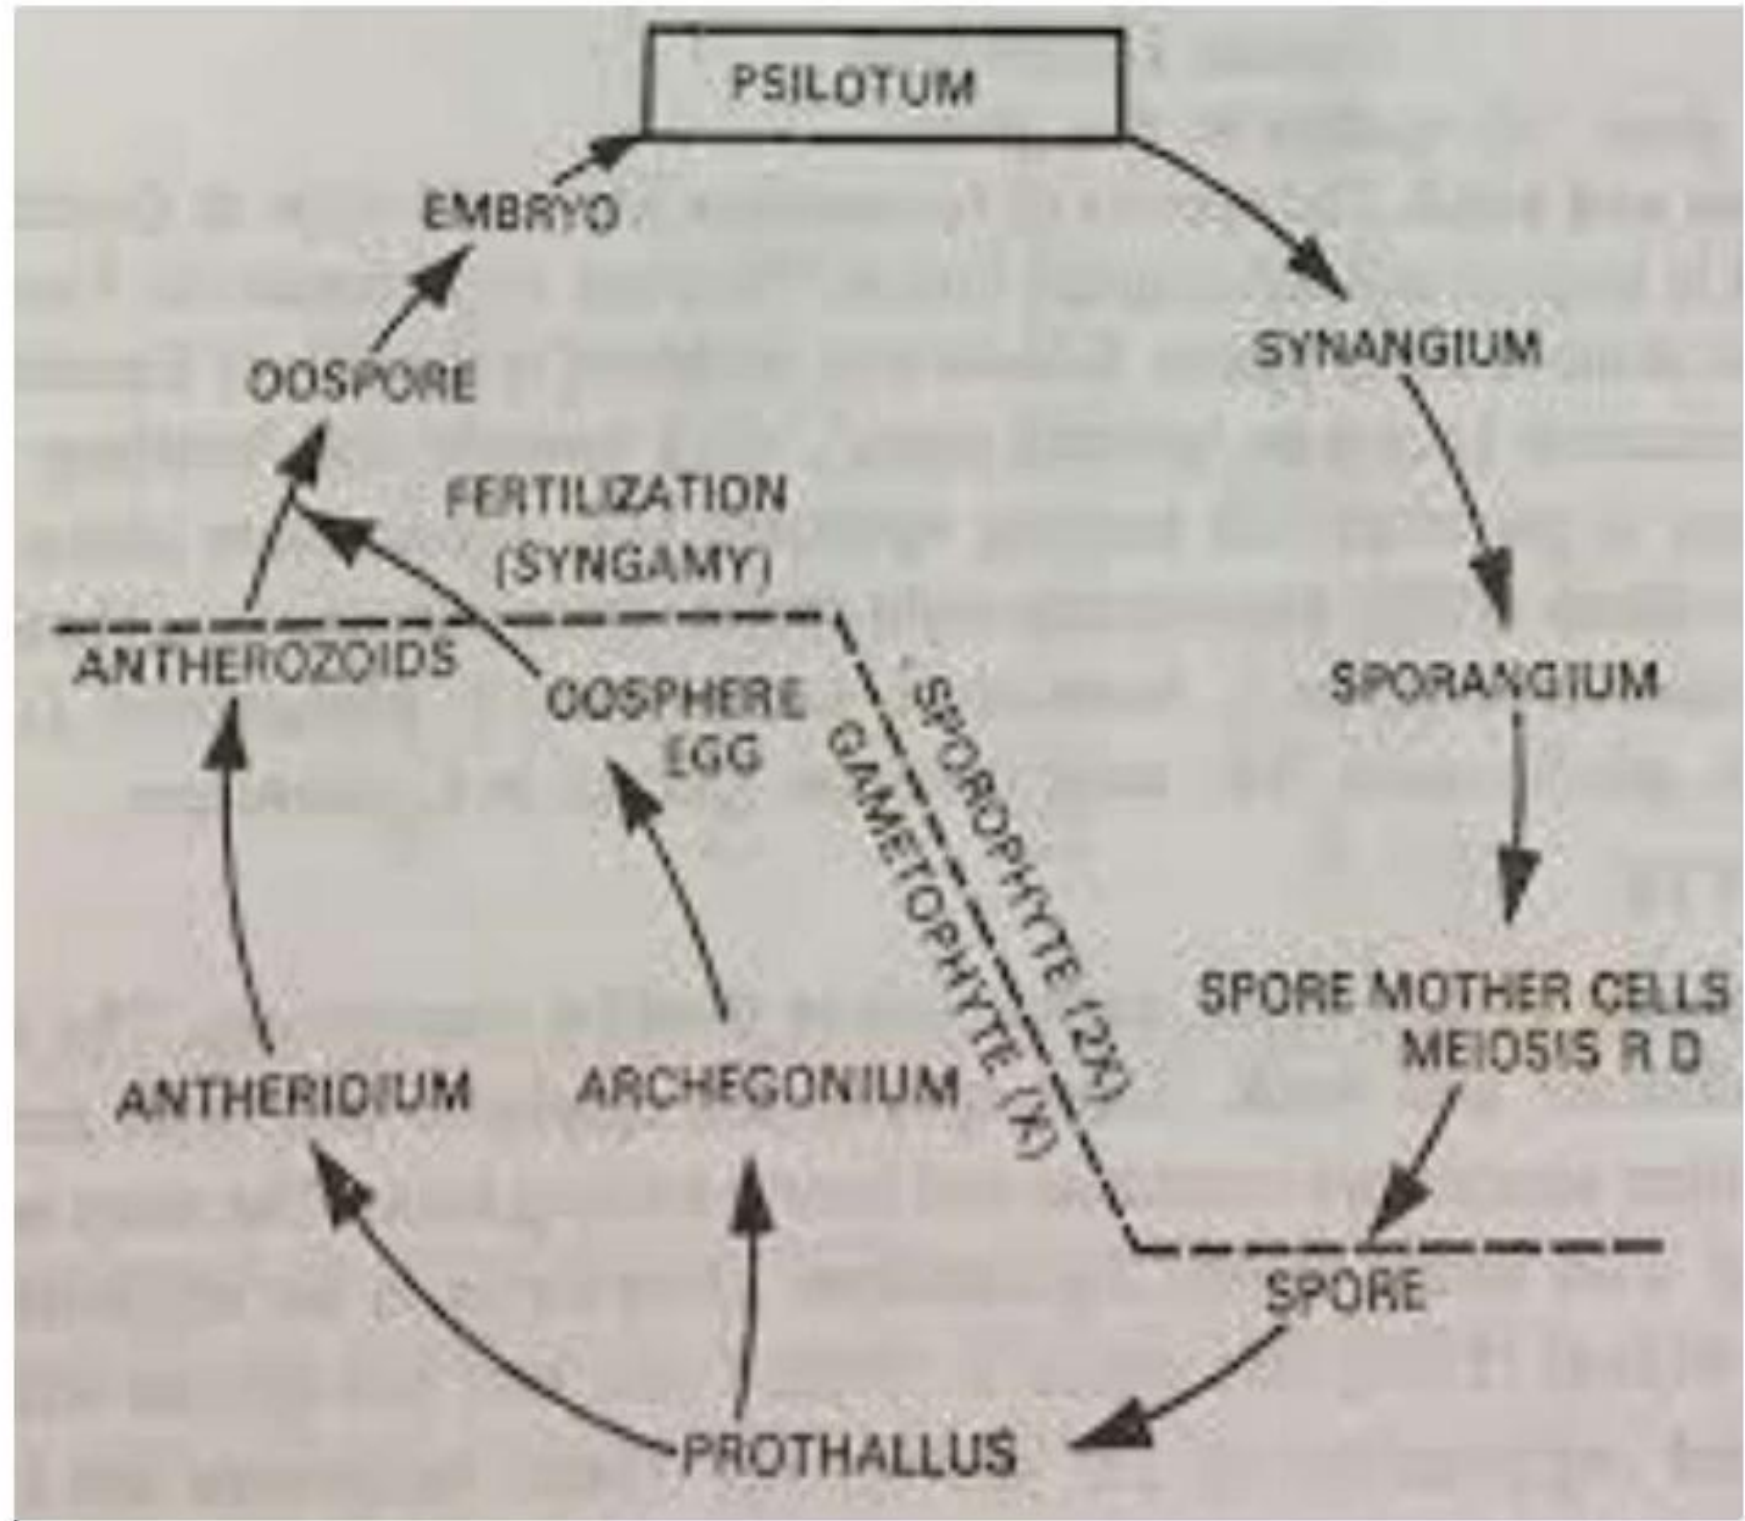 PSILOTUM
EMBRYO
SYNANGIUM
OOSPORE
FERTILIZATION
(SYNGAMY)
ANTHEROZOIDS
OOSPHERE
EGG
SPORANGIUM
SPOROPHYTE (2X)
GAMETOPHYTE (X)
SPORE MOTHER CELLS
MEIOSIS R D
ANTHERIDIUM
ARCHEGONIUM
SPORE
PROTHALLUS